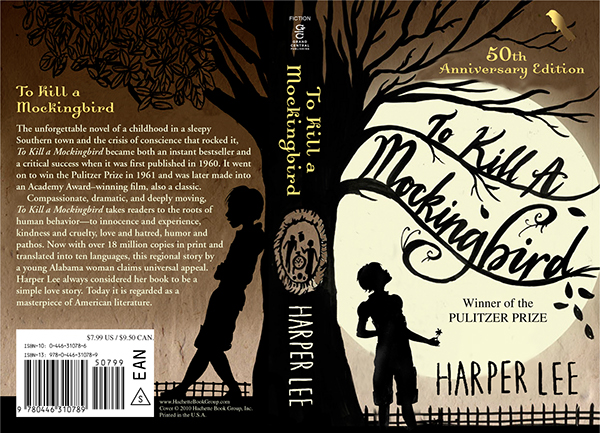 To Kill a
Mockingbird
The unforgettable novel of a childhood in a sleepy
Southern town and the crisis of conscience that rocked it,
To Kill a Mockingbird became both an instant bestseller and
a critical success when it was first published in 1960. It went
on to win the Pulitzer Prize in 1961 and was later made into
an Academy Award–winning film, also a classic.
Compassionate, dramatic, and deeply moving,
To Kill a Mockingbird takes readers to the roots of
human behavior—to innocence and experience,
kindness and cruelty, love and hatred, humor and
pathos. Now with over 18 million copies in print and
translated into ten languages, this regional story by
a young Alabama woman claims universal appeal.
Harper Lee always considered her book to be a
simple love story. Today it is regarded as a
masterpiece of American literature.
$7.99 US / $9.50 CAN.
ISBN-10: 0-446-31078-6
ISBN-13: 978-0-446-31078-9
50799
9 780446 310789
EAN
S
www.HachetteBookGroup.com
Cover © 2010 Hachette Book Group, Inc.
Printed in the U.S.A.
FICTION
GRAND
CENTRAL
PUBLISHING
To Kill a
Mockingbird
HARPER LEE
50th
Anniversary Edition
To Kill A
Mockingbird
Winner of the
PULITZER PRIZE
HARPER LEE